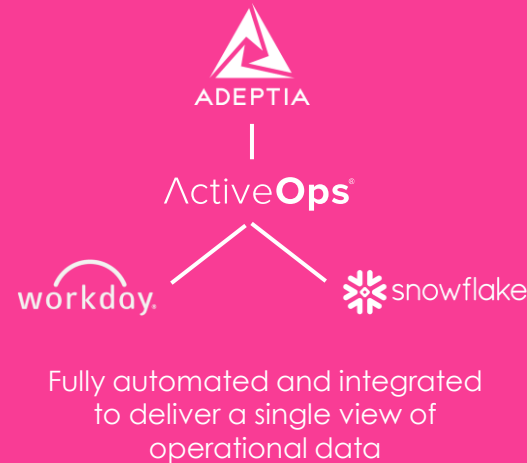 ADEPTIA
ActiveOps®
workday.
snowflake
Fully automated and integrated
to deliver a single view of
operational data